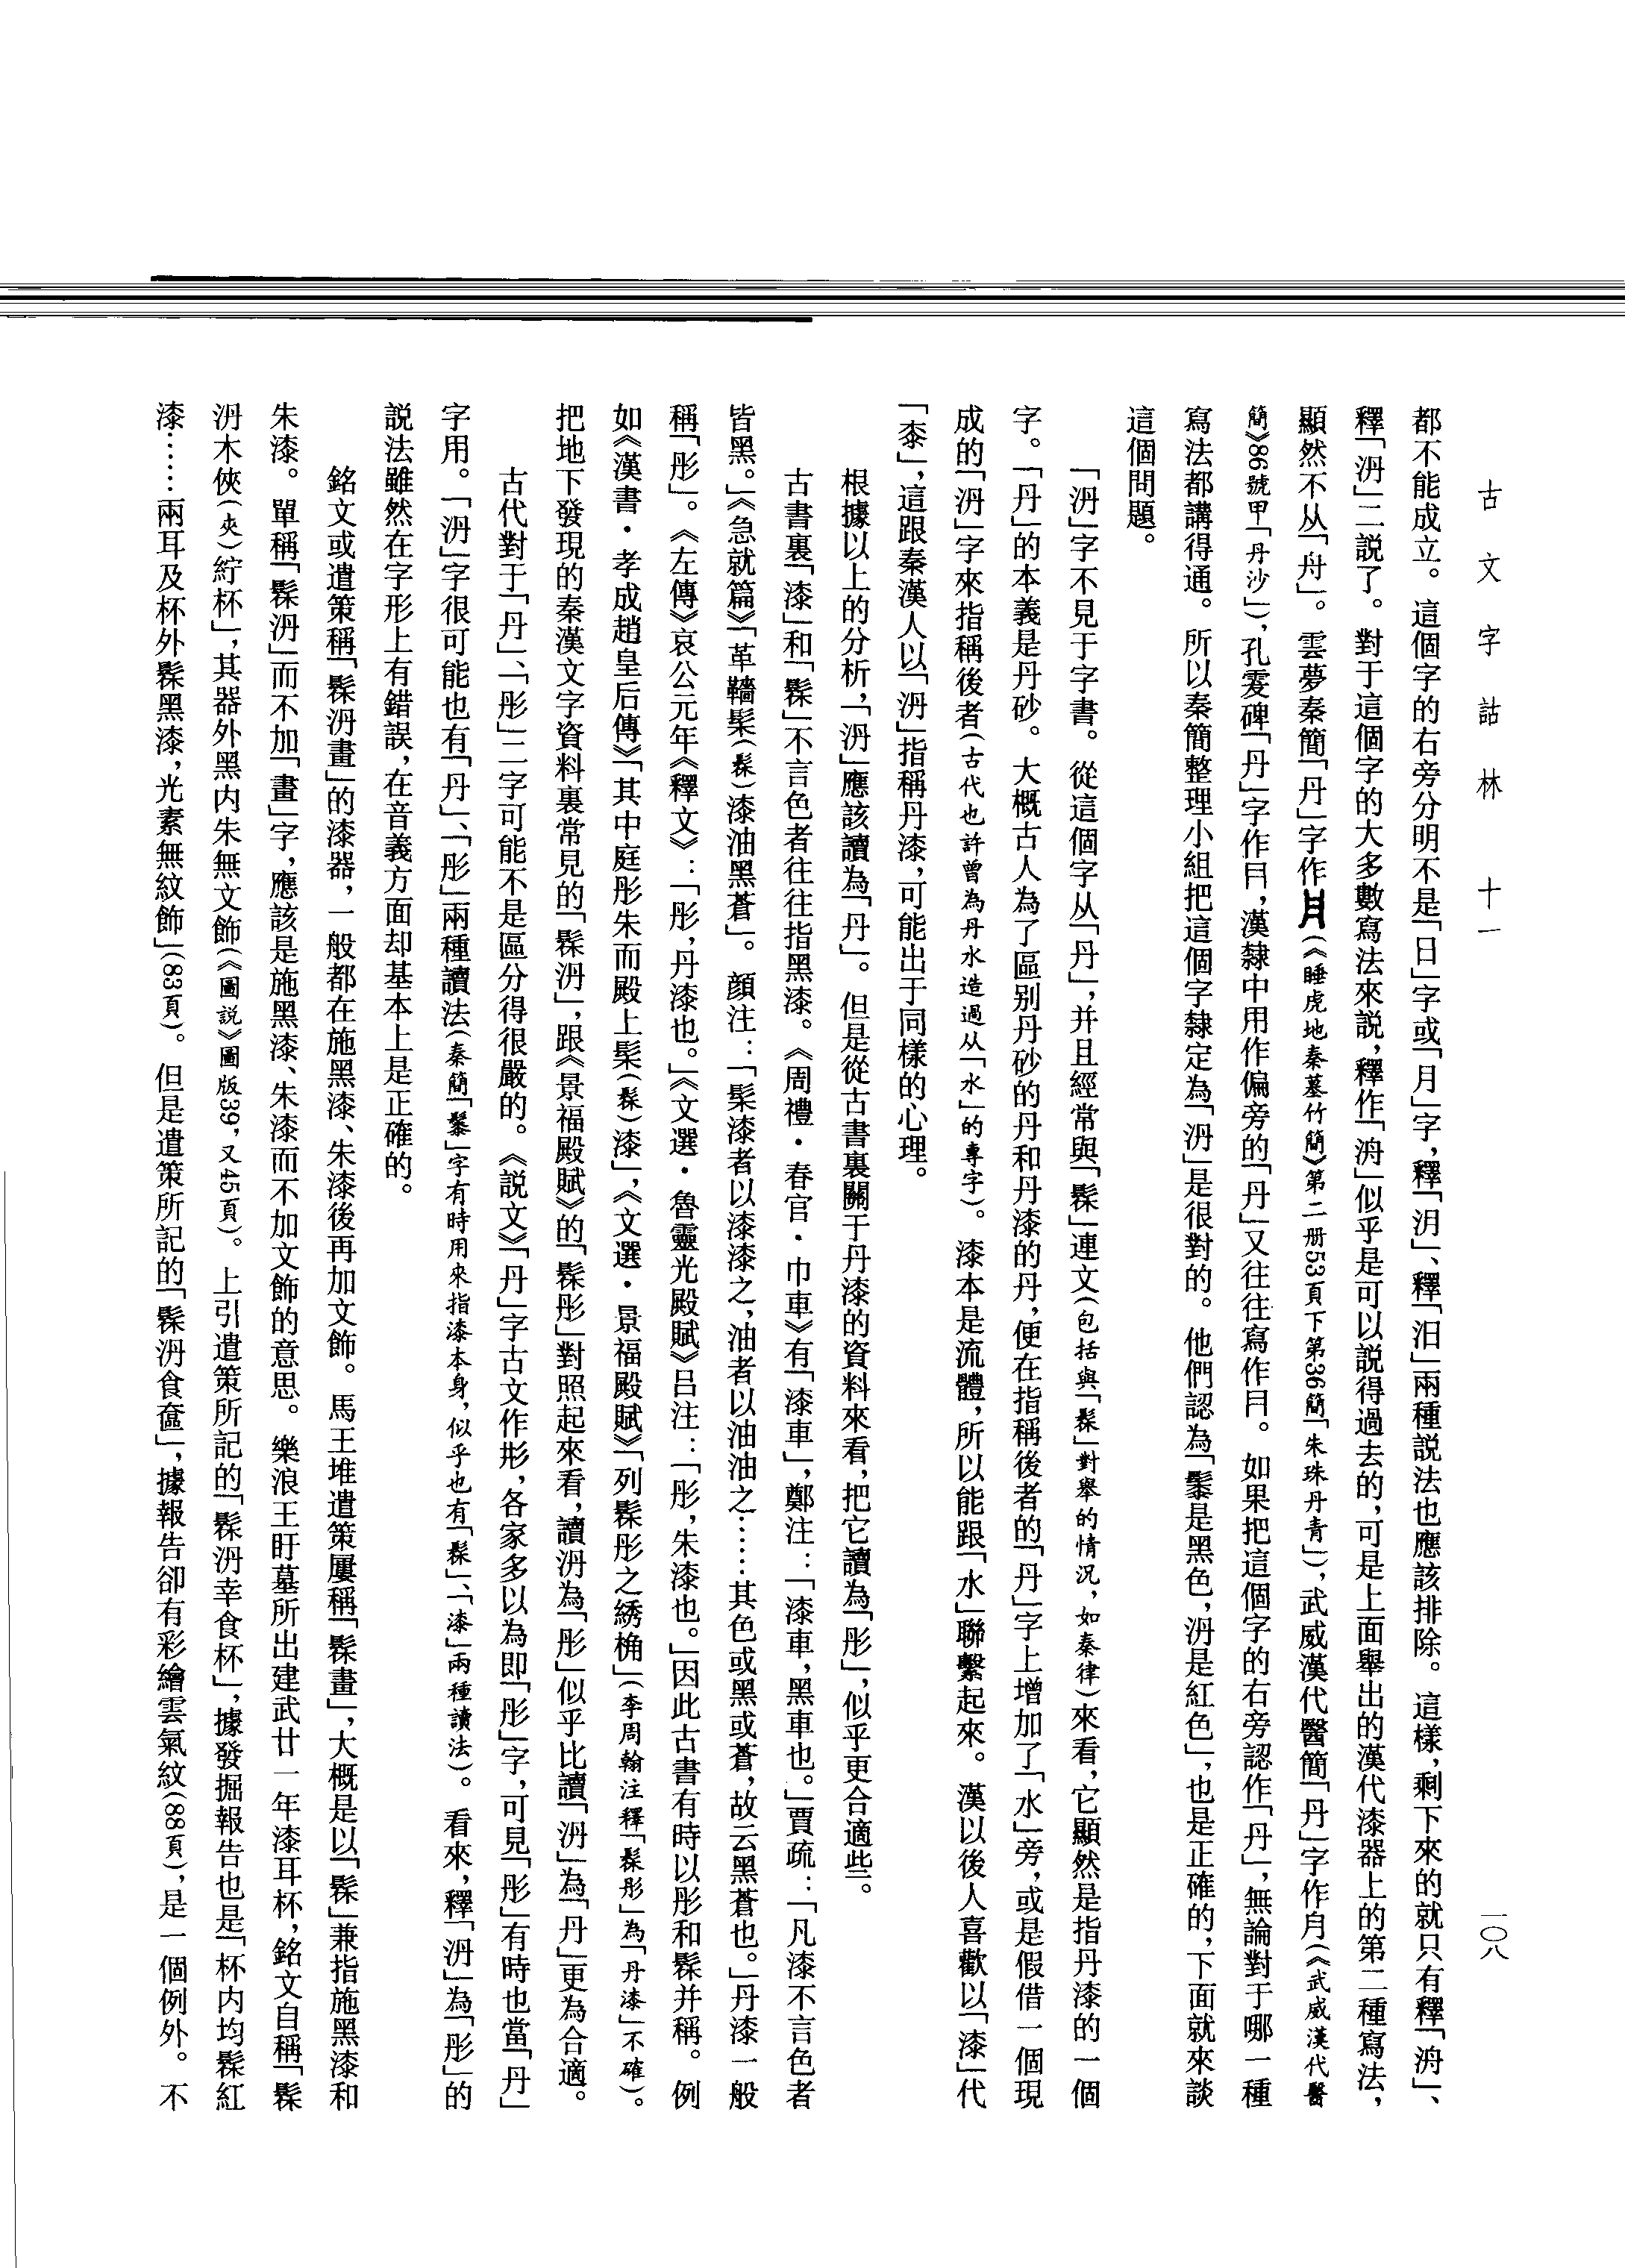 古文字詁林 十一
一〇八
都不能成立。這個字的右旁分明不是「日」字或「月」字，釋「泪」、釋「汩」兩種説法也應該排除。這樣，剩下來的就只有釋「洀」、
釋「汧」二説了。對于這個字的大多數寫法來説，釋作「洀」似乎是可以説得過去的，可是上面舉出的漢代漆器上的第二種寫法，
顯然不从「舟」。雲夢秦簡「丹」字作（《睡虎地秦墓竹簡》第二册53頁下第36簡「朱珠丹青」），武威漢代醫簡「丹」字作（《武威漢代醫
簡》86號甲「丹沙」），孔𩂣碑「丹」字作，漢隸中用作偏旁的「丹」又往往寫作。如果把這個字的右旁認作「丹」，無論對于哪一種
寫法都講得通。所以秦簡整理小組把這個字隸定為「𣳫」是很對的。他們認為「髹是黑色，𣳫是紅色」，也是正確的，下面就來談
這個問題。
「𣳫」字不見于字書。從這個字从「丹」，并且經常與「髹」連文（包括與「髹」對舉的情況，如秦律）來看，它顯然是指丹漆的一個
字。「丹」的本義是丹砂。大概古人為了區别丹砂的丹和丹漆的丹，便在指稱後者的「丹」字上增加了「水」旁，或是假借一個現
成的「𣳫」字來指稱後者（古代也許曾為丹水造過从「水」的專字）。漆本是流體，所以能跟「水」聯繫起來。漢以後人喜歡以「漆」代
「桼」，這跟秦漢人以「𣳫」指稱丹漆，可能出于同樣的心理。
根據以上的分析，「𣳫」應該讀為「丹」。但是從古書裏關于丹漆的資料來看，把它讀為「彤」，似乎更合適些。
古書裏「漆」和「髹」不言色者往往指黑漆。《周禮·春官·巾車》有「漆車」，鄭注：「漆車，黑車也。」賈疏：「凡漆不言色者
皆黑。」《急就篇》「革轖髤（髹）漆油黑蒼」。顔注：「髤漆者以漆漆之，油者以油油之……其色或黑或蒼，故云黑蒼也。」丹漆一般
稱「彤」。《左傳》哀公元年《釋文》：「彤，丹漆也。」《文選·魯靈光殿賦》吕注：「彤，朱漆也。」因此古書有時以彤和髹并稱。例
如《漢書·孝成趙皇后傳》「其中庭彤朱而殿上髤（髹）漆」，《文選·景福殿賦》「列髹彤之綉桷」（李周翰注釋「髹彤」為「丹漆」不確）。
把地下發現的秦漢文字資料裏常見的「髹𣳫」，跟《景福殿賦》的「髹彤」對照起來看，讀𣳫為「彤」似乎比讀「𣳫」為「丹」更為合適。
古代對于「丹」、「彤」二字可能不是區分得很嚴的。《説文》「丹」字古文作彬，各家多以為即「彤」字，可見「彤」有時也當「丹」
字用。「𣳫」字很可能也有「丹」、「彤」兩種讀法（秦簡「髹」字有時用來指漆本身，似乎也有「髹」、「漆」兩種讀法）。看來，釋「𣳫」為「彤」的
説法雖然在字形上有錯誤，在音義方面却基本上是正確的。
銘文或遣策稱「髹𣳫畫」的漆器，一般都在施黑漆、朱漆後再加文飾。馬王堆遣策屢稱「髹畫」，大概是以「髹」兼指施黑漆和
朱漆。單稱「髹𣳫」而不加「畫」字，應該是施黑漆、朱漆而不加文飾的意思。樂浪王盱墓所出建武廿一年漆耳杯，銘文自稱「髹
𣳫木俠（夾）紵杯」，其器外黑内朱無文飾（《圖説》圖版39，又45頁）。上引遣策所記的「髹𣳫幸食杯」，據發掘報告也是「杯内均髹紅
漆……兩耳及杯外髹黑漆，光素無紋飾」（83頁）。但是遣策所記的「髹𣳫食奩」，據報告卻有彩繪雲氣紋（88頁），是一個例外。不